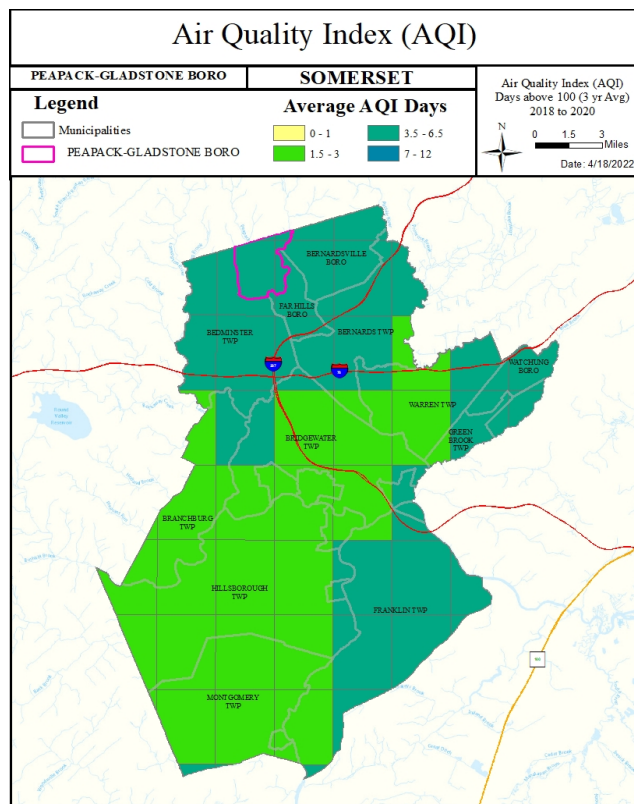 Air Quality Index (AQI)
PEAPACK-GLADSTONE BORO
SOMERSET
Legend
Municipalities
PEAPACK-GLADSTONE BORO
Average AQI Days
0 - 1
1.5 - 3
3.5 - 6.5
7 - 12
Air Quality Index (AQI)
Days above 100 (3 yr Avg)
2018 to 2020
N
0 1.5 3
Miles
Date: 4/18/2022
BERNARDSVILLE
BORO
FAR HILLS
BORO
BEDMINSTER
TWP
BERNARDS TWP
WATCHUNG
BORO
WARREN TWP
GREEN
BROOK
TWP
BRIDGEWATER
TWP
BRANCHBURG
TWP
HILLSBOROUGH
TWP
FRANKLIN TWP
MONTGOMERY
TWP